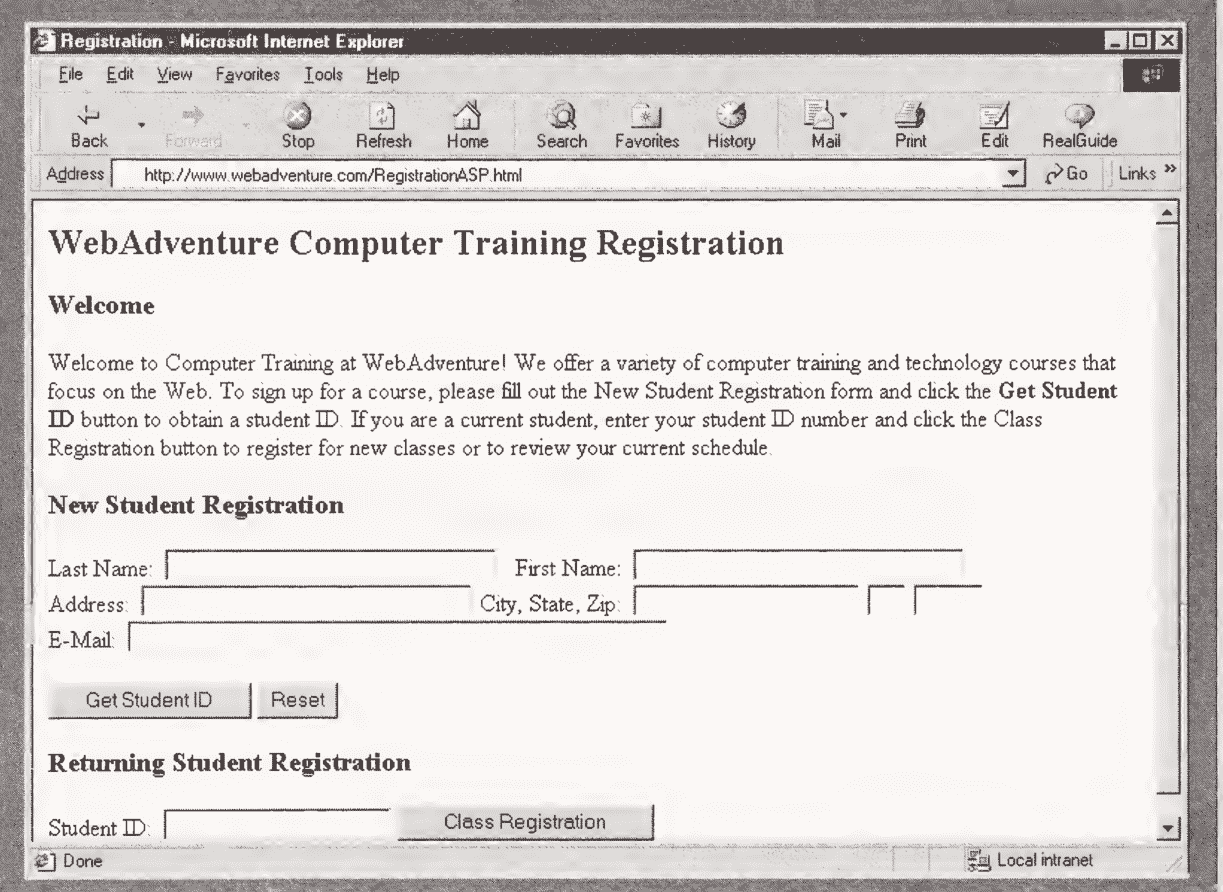 Registration - Microsoft Internet Explorer
File Edit View Favorites Tools Help
Back Forward Stop Refresh Home Search Favorites History Mail Print Edit RealGuide
Address http://www.webadventure.com/RegistrationASP.html Go Links »
WebAdventure Computer Training Registration
Welcome
Welcome to Computer Training at WebAdventure! We offer a variety of computer training and technology courses that
focus on the Web. To sign up for a course, please fill out the New Student Registration form and click the Get Student
ID button to obtain a student ID. If you are a current student, enter your student ID number and click the Class
Registration button to register for new classes or to review your current schedule.
New Student Registration
Last Name: First Name:
Address: City, State, Zip:
E-Mail:
Get Student ID Reset
Returning Student Registration
Student ID: Class Registration
Done Local intranet